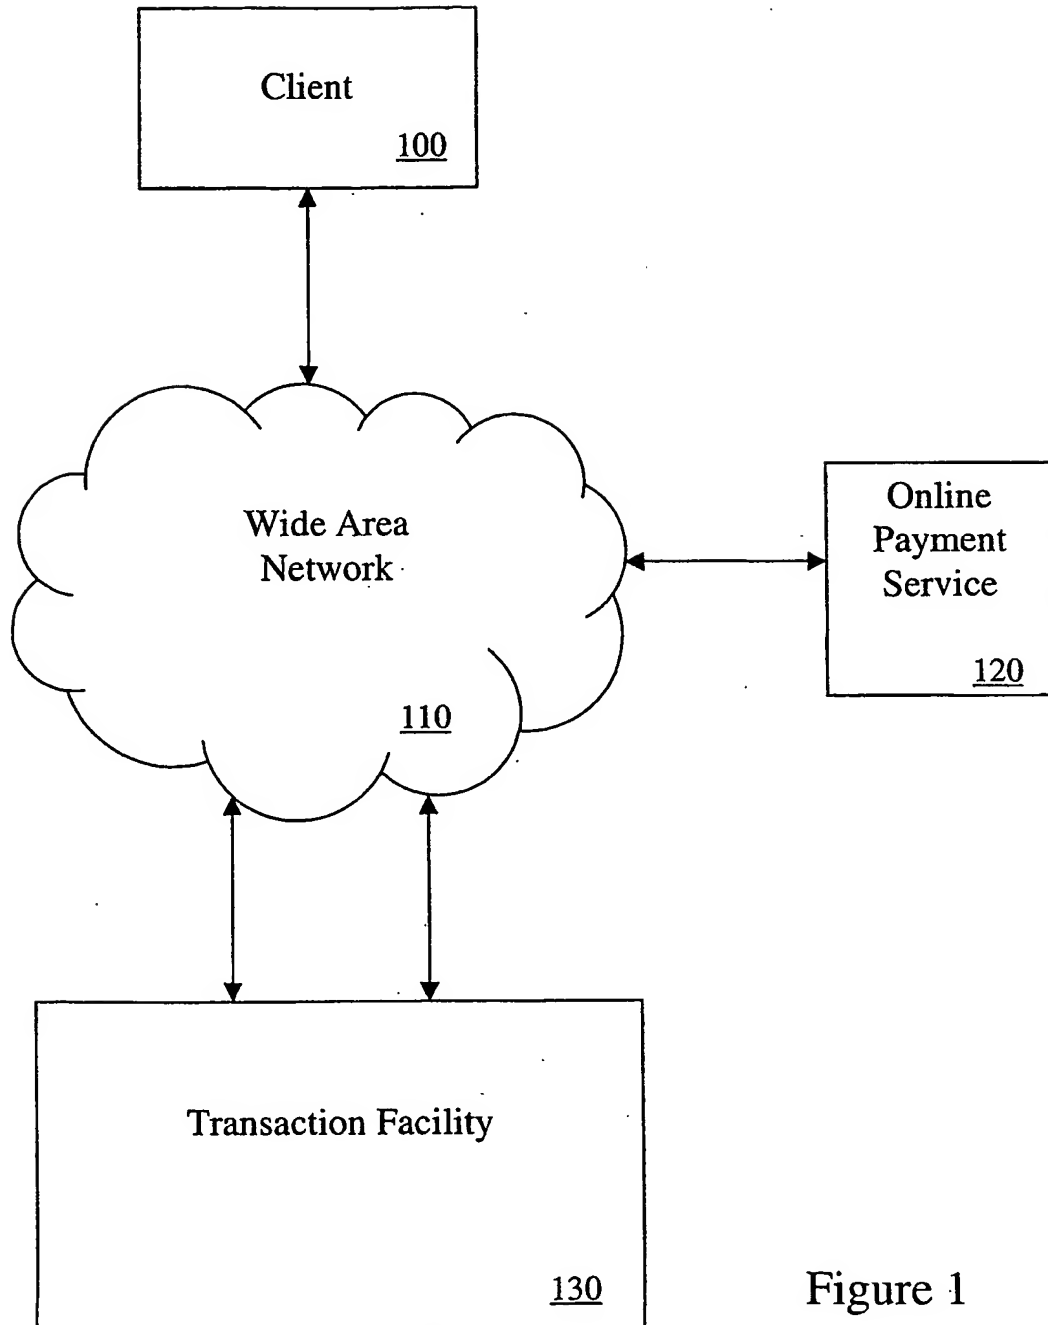 Client
100
Wide Area
Network
110
Online
Payment
Service
120
Transaction Facility
130
Figure 1